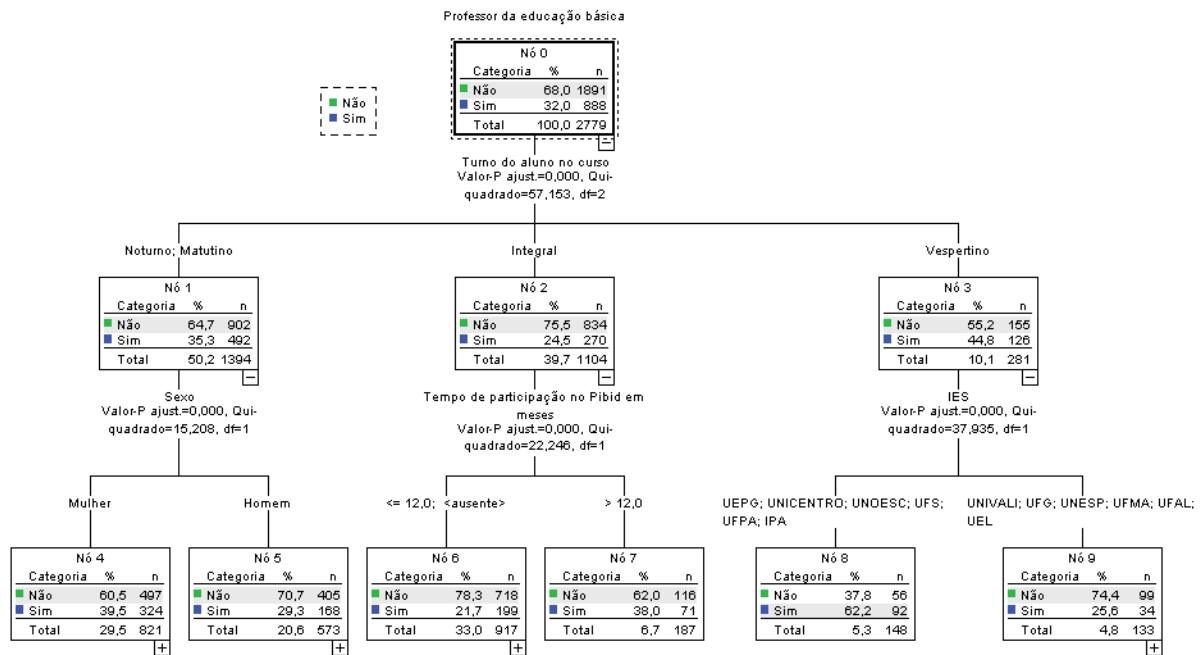 Professor da educação básica
Nó 0
Categoria % n
Não 68,0 1891
Sim 32,0 888
Total 100,0 2779
Não
Sim
Turno do aluno no curso
Valor-P ajust.=0,000, Qui-
quadrado=57,153, df=2
Noturno; Matutino
Integral
Vespertino
Nó 1
Categoria % n
Não 64,7 902
Sim 35,3 492
Total 50,2 1394
Nó 2
Categoria % n
Não 75,5 834
Sim 24,5 270
Total 39,7 1104
Nó 3
Categoria % n
Não 55,2 155
Sim 44,8 126
Total 10,1 281
Sexo
Valor-P ajust.=0,000, Qui-
quadrado=15,208, df=1
Tempo de participação no Pibid em
meses
Valor-P ajust.=0,000, Qui-
quadrado=22,246, df=1
IES
Valor-P ajust.=0,000, Qui-
quadrado=37,935, df=1
Mulher
Homem
<= 12,0; <ausente>
> 12,0
UEPG; UNICENTRO; UNOESC; UFS;
UFPA; IPA
UNIVALI; UFG; UNESP; UFMA; UFAL;
UEL
Nó 4
Categoria % n
Não 60,5 497
Sim 39,5 324
Total 29,5 821
Nó 5
Categoria % n
Não 70,7 405
Sim 29,3 168
Total 20,6 573
Nó 6
Categoria % n
Não 78,3 718
Sim 21,7 199
Total 33,0 917
Nó 7
Categoria % n
Não 62,0 116
Sim 38,0 71
Total 6,7 187
Nó 8
Categoria % n
Não 37,8 56
Sim 62,2 92
Total 5,3 148
Nó 9
Categoria % n
Não 74,4 99
Sim 25,6 34
Total 4,8 133